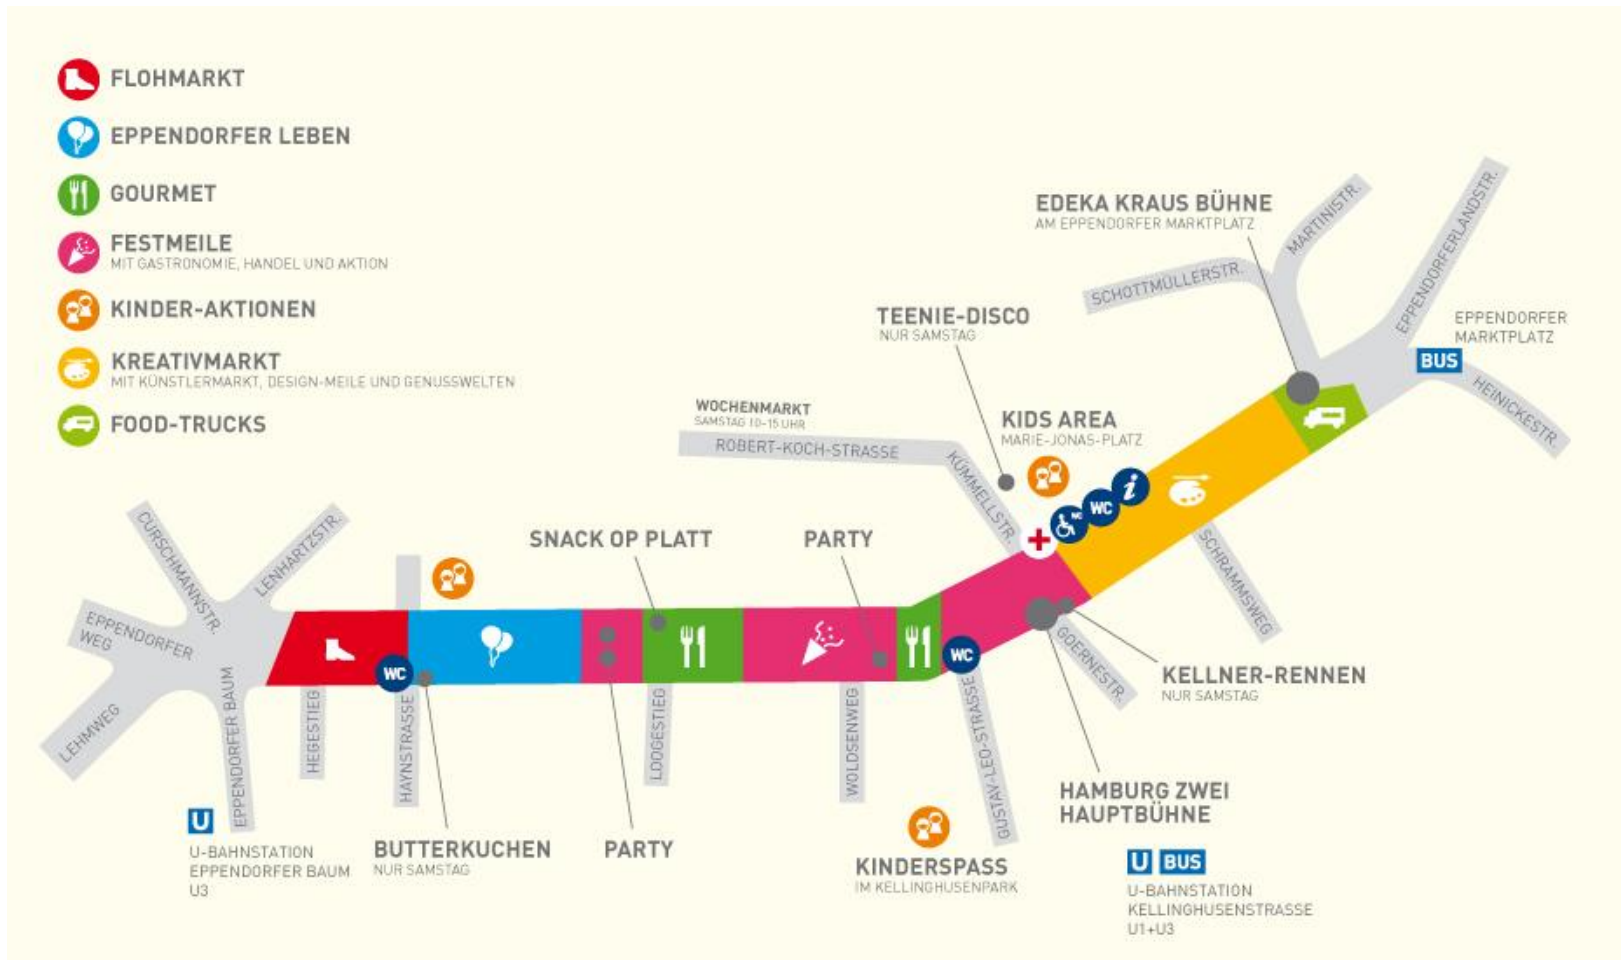 FLOHMARKT
EPPENDORFER LEBEN
GOURMET
FESTMEILE
MIT GASTRONOMIE, HANDEL UND AKTION
KINDER-AKTIONEN
KREATIVMARKT
MIT KÜNSTLERMARKT, DESIGN-MEILE UND GENUSSWELTEN
FOOD-TRUCKS
EDEKA KRAUS BÜHNE
AM EPPENDORFER MARKTPLATZ
MARTINISTR.
SCHOTTMÜLLERSTR.
EPPENDORFERLANDSTR.
EPPENDORFER
MARKTPLATZ
BUS
HEINICKESTR.
TEENIE-DISCO
NUR SAMSTAG
WOCHENMARKT
SAMSTAG 10-15 UHR
ROBERT-KOCH-STRASSE
KÜMMELLSTR.
KIDS AREA
MARIE-JONAS-PLATZ
WC
WC
i
SCHRAMMSWEG
CURSCHMANNSTR.
LENHARTZSTR.
EPPENDORFER
WEG
LEHMWEG
EPPENDORFER BAUM
HEGESTIEG
WC
HAYNSTRASSE
SNACK OP PLATT
PARTY
LOOGESTIEG
WOLDSENWEG
WC
GUSTAV-LEO-STRASSE
GOERNESTR.
KELLNER-RENNEN
NUR SAMSTAG
HAMBURG ZWEI
HAUPTBÜHNE
U
U-BAHNSTATION
EPPENDORFER BAUM
U3
BUTTERKUCHEN
NUR SAMSTAG
PARTY
KINDERSPASS
IM KELLINGHUSENPARK
U BUS
U-BAHNSTATION
KELLINGHUSENSTRASSE
U1+U3